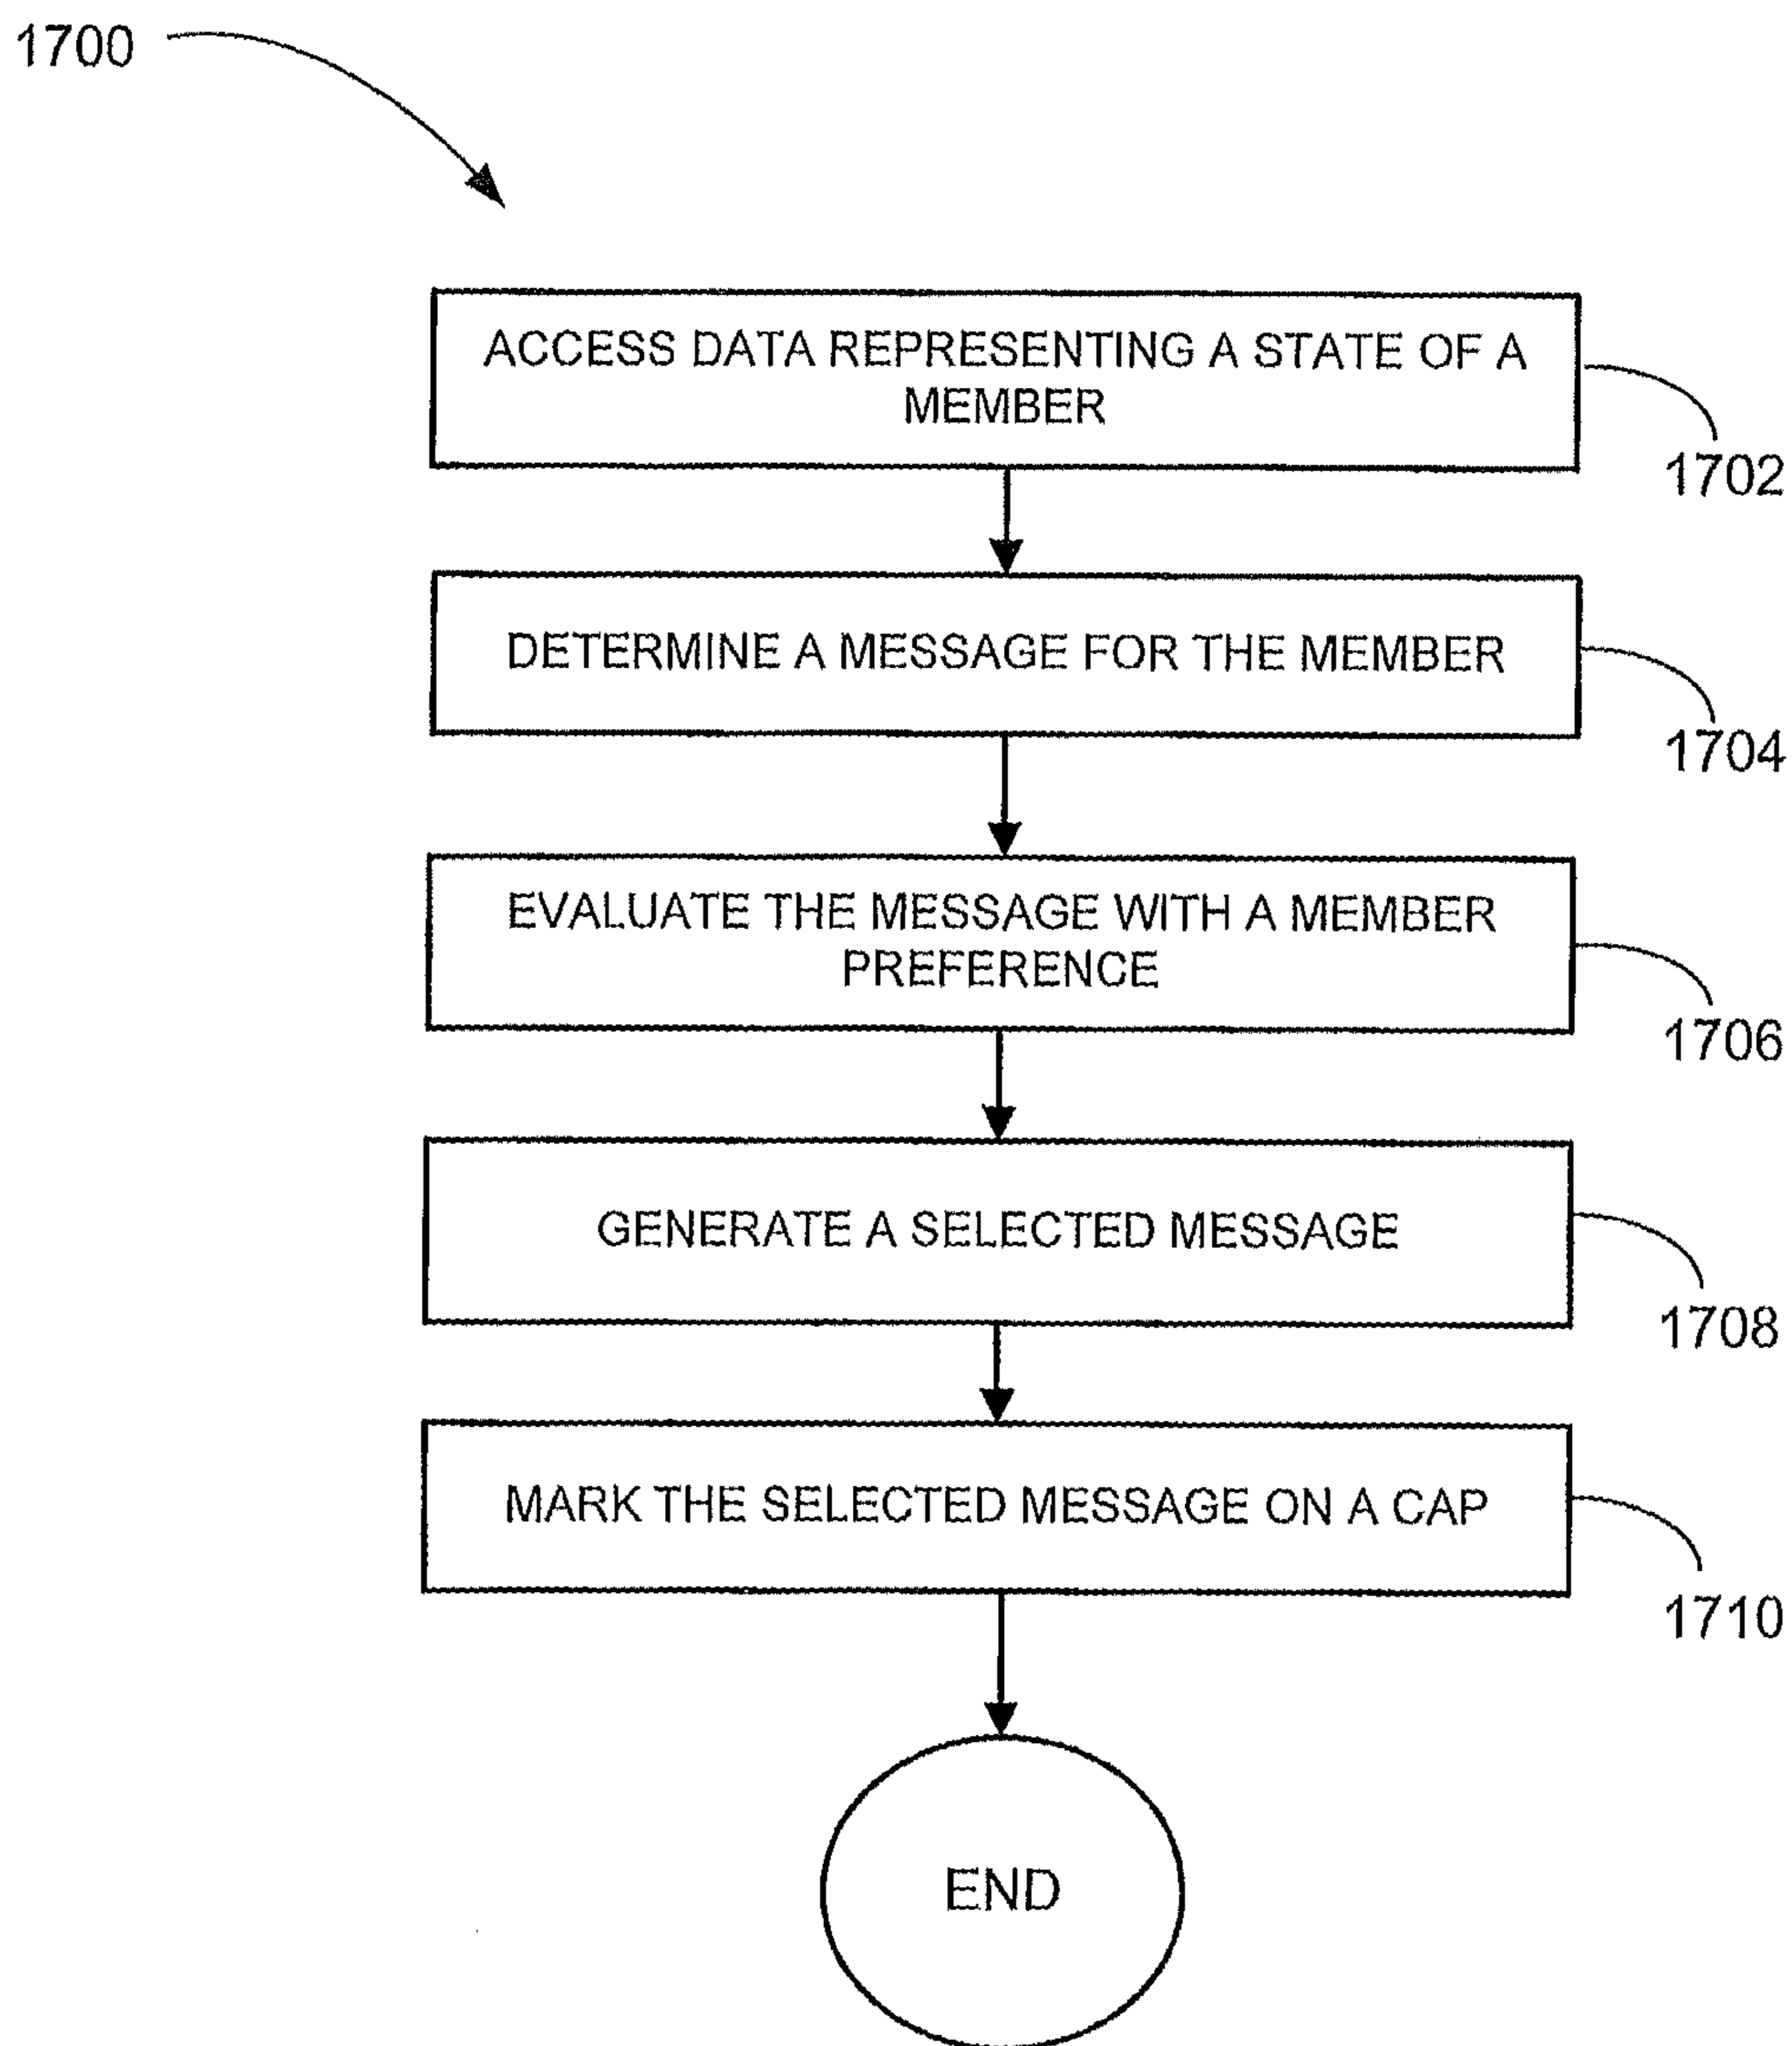 1700
ACCESS DATA REPRESENTING A STATE OF A
MEMBER
1702
DETERMINE A MESSAGE FOR THE MEMBER
1704
EVALUATE THE MESSAGE WITH A MEMBER
PREFERENCE
1706
GENERATE A SELECTED MESSAGE
1708
MARK THE SELECTED MESSAGE ON A CAP
1710
END